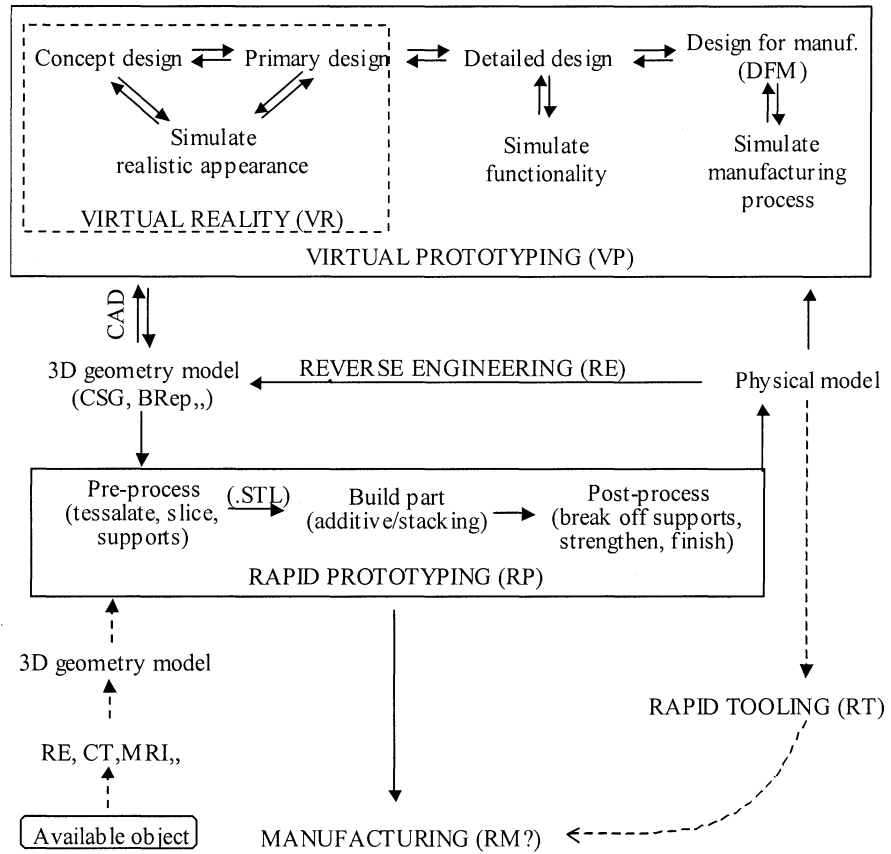 Concept design
Primary design
Detailed design
Design for manuf.
(DFM)
Simulate
realistic appearance
Simulate
functionality
Simulate
manufacturing
process
VIRTUAL REALITY (VR)
VIRTUAL PROTOTYPING (VP)
CAD
3D geometry model
(CSG, BRep,,)
REVERSE ENGINEERING (RE)
Physical model
Pre-process
(tessalate, slice,
supports)
(.STL)
Build part
(additive/stacking)
Post-process
(break off supports,
strengthen, finish)
RAPID PROTOTYPING (RP)
3D geometry model
RAPID TOOLING (RT)
RE, CT,MRI,,
Available object
MANUFACTURING (RM?)